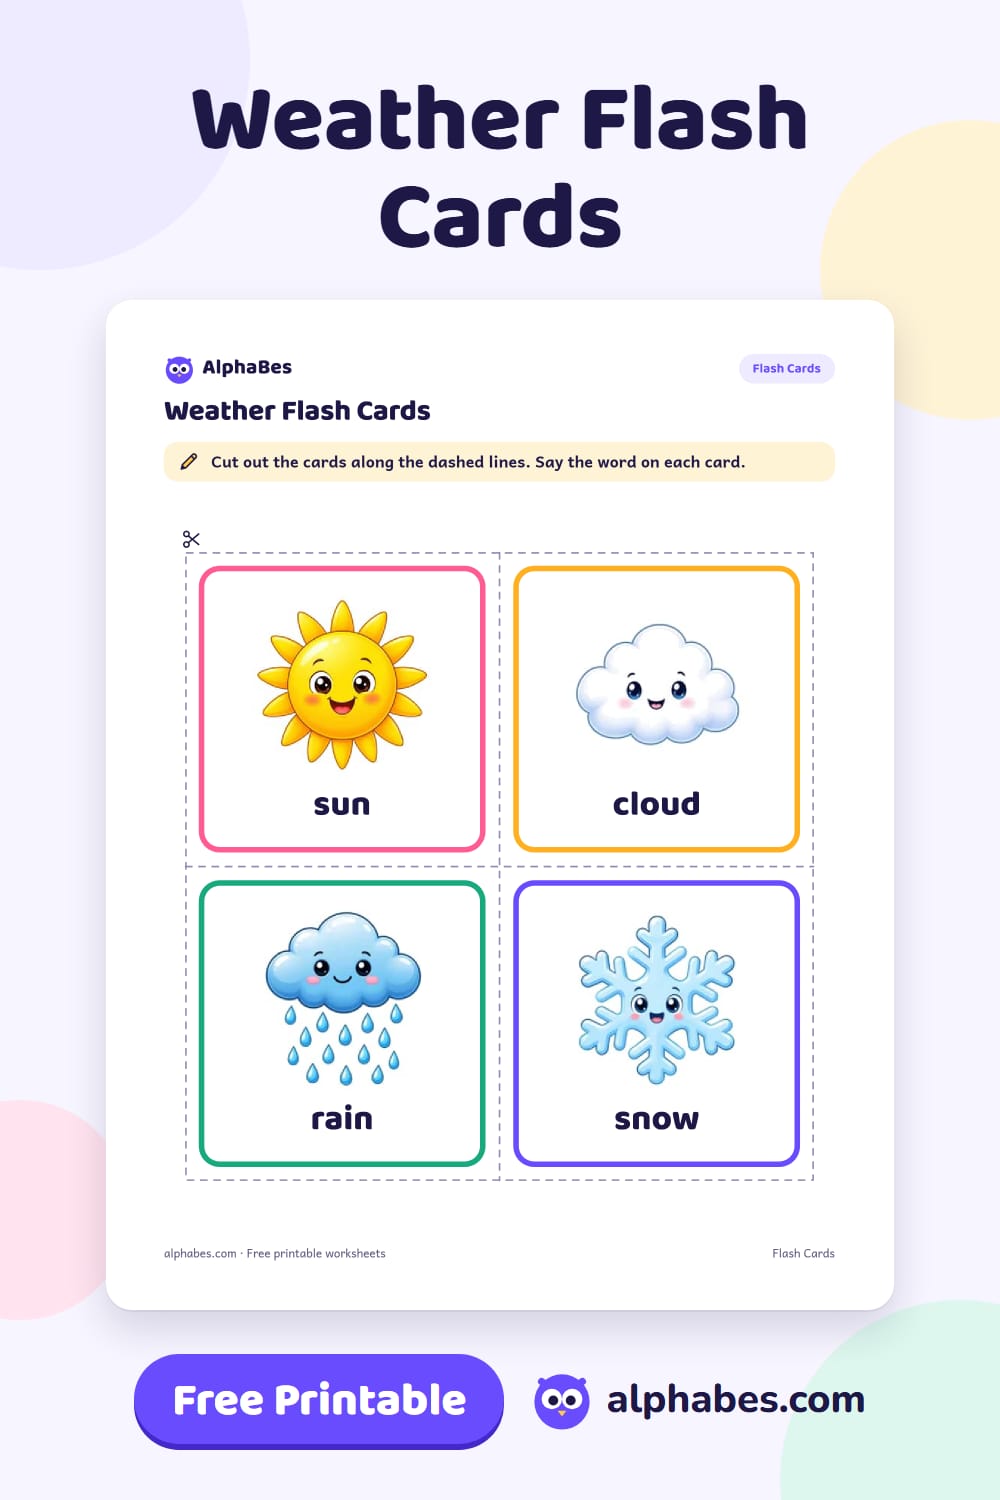 Weather Flash
Cards
AlphaBes
Flash Cards
Weather Flash Cards
Cut out the cards along the dashed lines. Say the word on each card.
sun
cloud
rain
snow
alphabes.com · Free printable worksheets
Flash Cards
Free Printable
alphabes.com